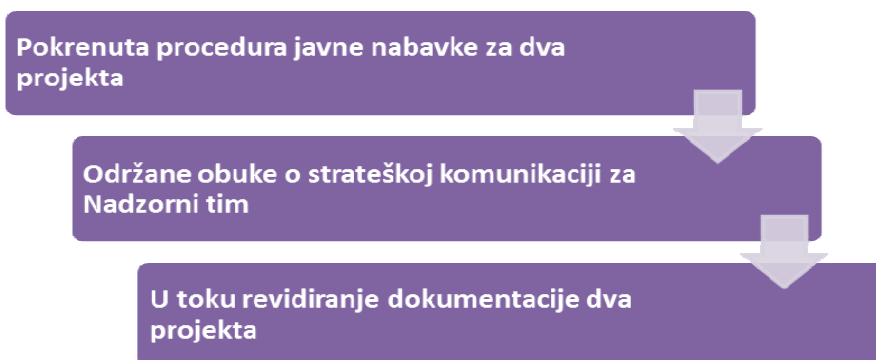 Pokrenuta procedura javne nabavke za dva
projekta
Održane obuke o strateškoj komunikaciji za
Nadzorni tim
U toku revidiranje dokumentacije dva
projekta